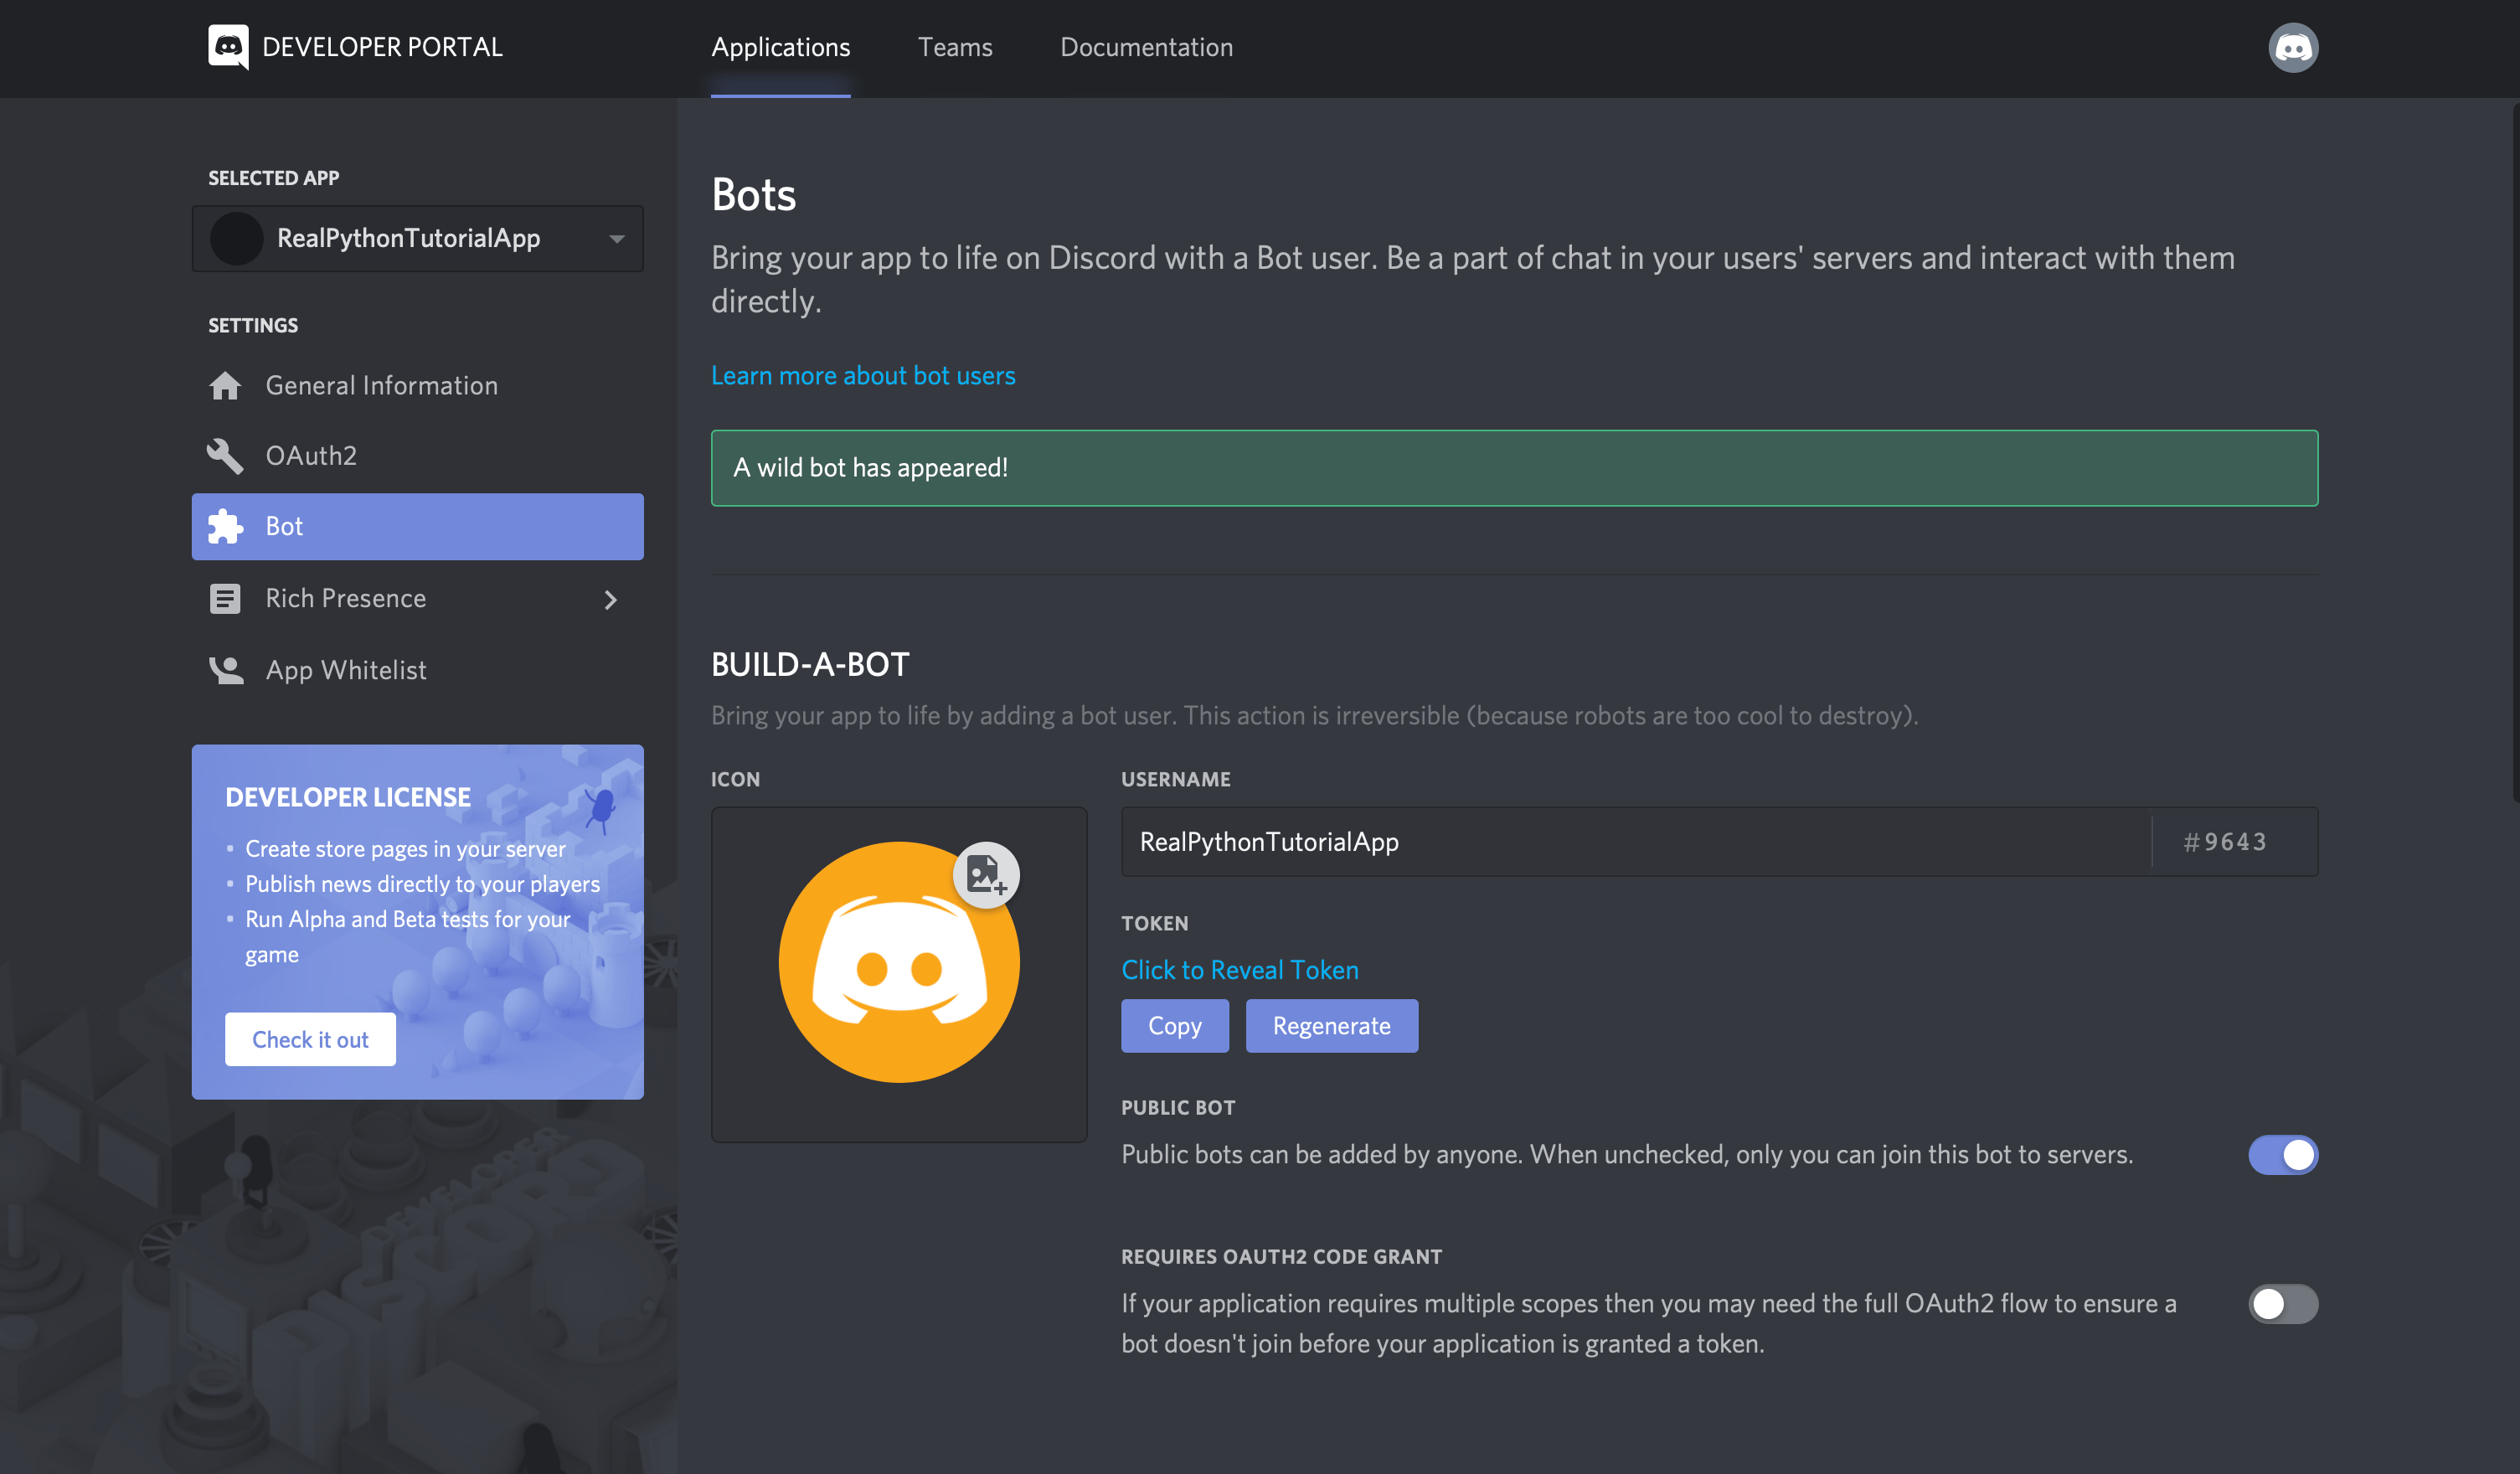 DEVELOPER PORTAL
Applications
Teams
Documentation
SELECTED APP
RealPythonTutorialApp
SETTINGS
General Information
OAuth2
Bot
Rich Presence
App Whitelist
DEVELOPER LICENSE
Create store pages in your server
Publish news directly to your players
Run Alpha and Beta tests for your
game
Check it out
Bots
Bring your app to life on Discord with a Bot user. Be a part of chat in your users' servers and interact with them
directly.
Learn more about bot users
A wild bot has appeared!
BUILD-A-BOT
Bring your app to life by adding a bot user. This action is irreversible (because robots are too cool to destroy).
ICON
USERNAME
RealPythonTutorialApp
#9643
TOKEN
Click to Reveal Token
Copy
Regenerate
PUBLIC BOT
Public bots can be added by anyone. When unchecked, only you can join this bot to servers.
REQUIRES OAUTH2 CODE GRANT
If your application requires multiple scopes then you may need the full OAuth2 flow to ensure a
bot doesn't join before your application is granted a token.